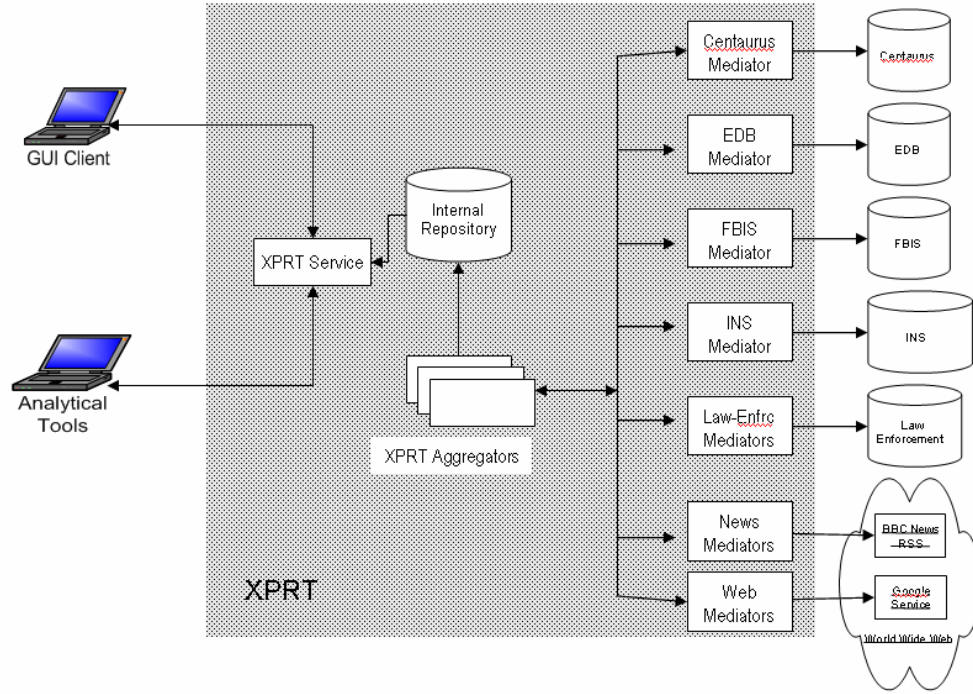 GUI Client
Analytical
Tools
XPRT Service
Internal
Repository
XPRT Aggregators
XPRT
Centaurus
Mediator
EDB
Mediator
FBIS
Mediator
INS
Mediator
Law-Enfrc
Mediators
News
Mediators
Web
Mediators
Centaurus
EDB
FBIS
INS
Law
Enforcement
BBC News
RSS
Google
Service
World Wide Web